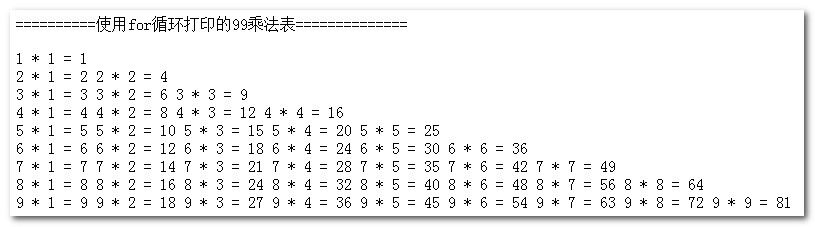 ==========使用for循环打印的99乘法表==============
1 * 1 = 1
2 * 1 = 2 2 * 2 = 4
3 * 1 = 3 3 * 2 = 6 3 * 3 = 9
4 * 1 = 4 4 * 2 = 8 4 * 3 = 12 4 * 4 = 16
5 * 1 = 5 5 * 2 = 10 5 * 3 = 15 5 * 4 = 20 5 * 5 = 25
6 * 1 = 6 6 * 2 = 12 6 * 3 = 18 6 * 4 = 24 6 * 5 = 30 6 * 6 = 36
7 * 1 = 7 7 * 2 = 14 7 * 3 = 21 7 * 4 = 28 7 * 5 = 35 7 * 6 = 42 7 * 7 = 49
8 * 1 = 8 8 * 2 = 16 8 * 3 = 24 8 * 4 = 32 8 * 5 = 40 8 * 6 = 48 8 * 7 = 56 8 * 8 = 64
9 * 1 = 9 9 * 2 = 18 9 * 3 = 27 9 * 4 = 36 9 * 5 = 45 9 * 6 = 54 9 * 7 = 63 9 * 8 = 72 9 * 9 = 81